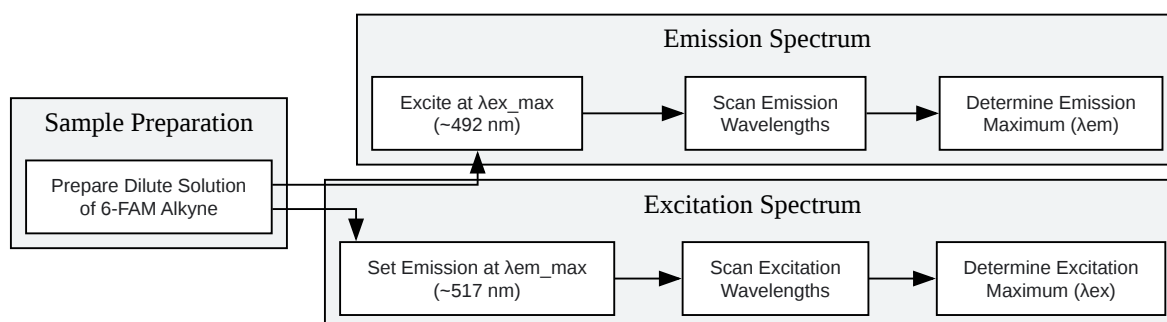 Emission Spectrum
Excite at λex_max
(~492 nm)
Scan Emission
Wavelengths
Determine Emission
Maximum (λem)
Sample Preparation
Prepare Dilute Solution
of 6-FAM Alkyne
Excitation Spectrum
Set Emission at λem_max
(~517 nm)
Scan Excitation
Wavelengths
Determine Excitation
Maximum (λex)